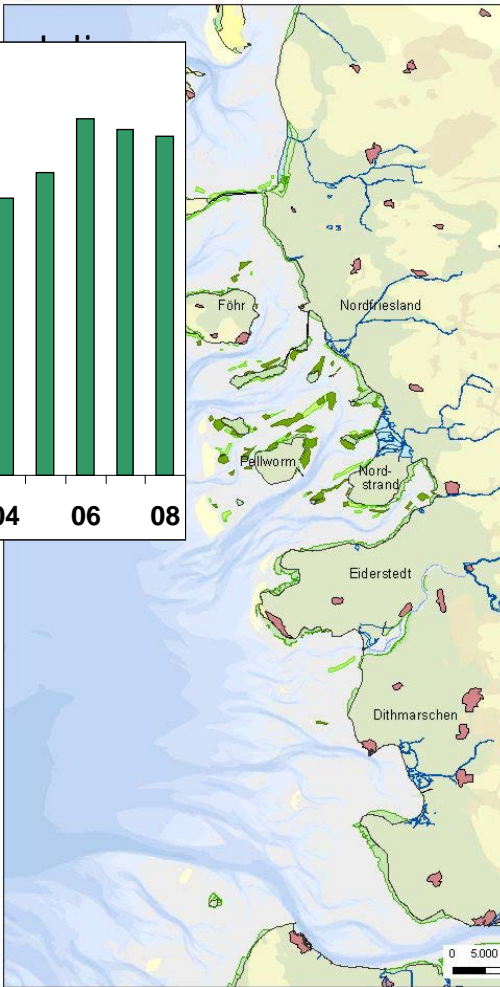 04 06 08
Föhr
Nordfriesland
Pellworm
Nord-
strand
Eiderstedt
Dithmarschen
0 5.000